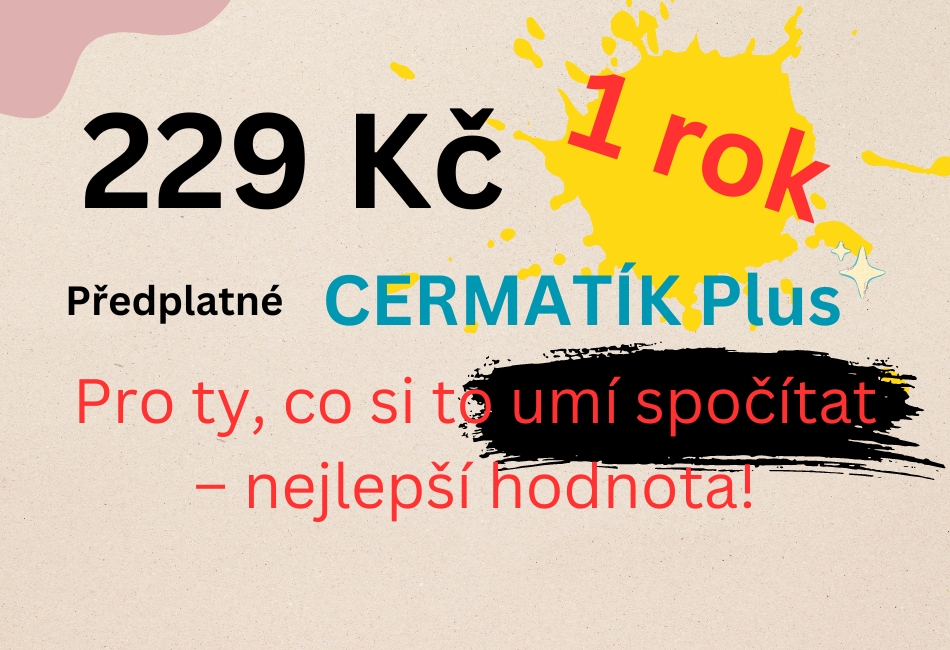 229 Kč
1 rok
Předplatné CERMATÍK Plus
Pro ty, co si to umí spočítat
– nejlepší hodnota!